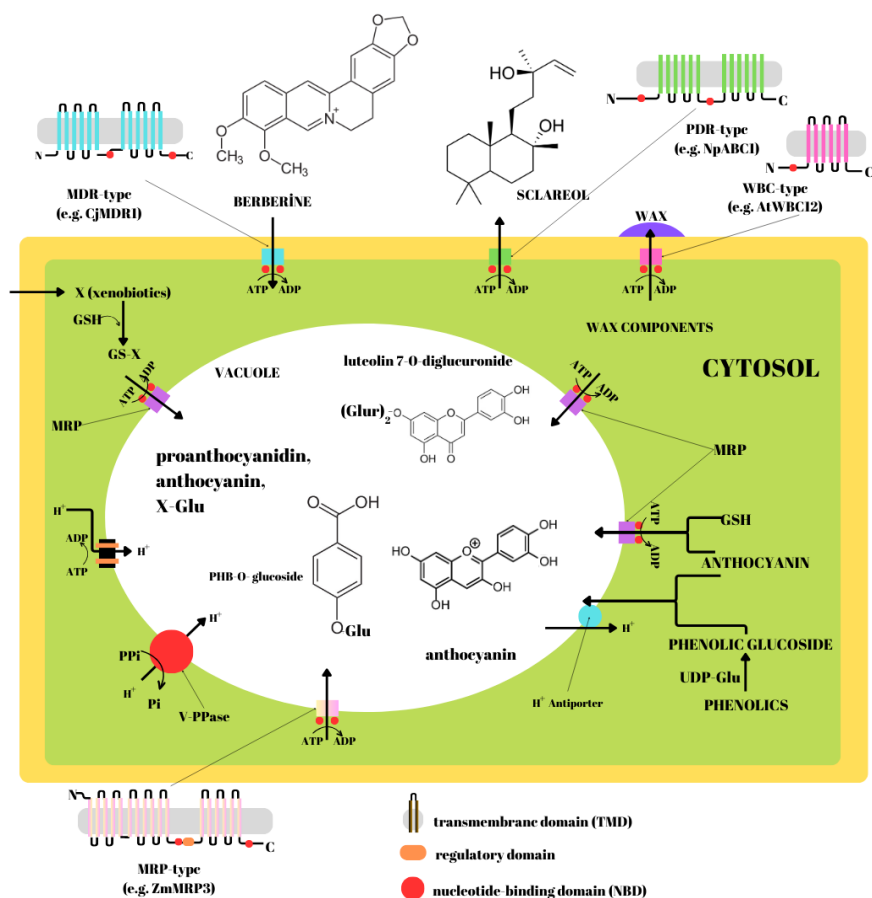 O
O
HO
N
C
PDR-type
(e.g. NpABC1)
N
C
WBC-type
(e.g. AtWBC12)
N
C
MDR-type
(e.g. CjMDR1)
N+
O
O
CH3
CH3
OH
BERBERİNE
SCLAREOL
WAX
ATP
ADP
ATP
ADP
ATP
ADP
X (xenobiotics)
GSH
GS-X
WAX COMPONENTS
CYTOSOL
VACUOLE
ATP
ADP
MRP
luteolin 7-O-diglucuronide
(Glur)2-
O
O
OH
OH
OH
O
ATP
ADP
MRP
proanthocyanidin,
anthocyanin,
X-Glu
H+
ADP
ATP
H+
O
OH
PHB-O- glucoside
O
Glu
HO
O+
OH
OH
OH
OH
anthocyanin
ATP
ADP
GSH
ANTHOCYANIN
H+
PPi
H+
Pi
V-PPase
ATP
ADP
H+
H+ Antiporter
PHENOLIC GLUCOSIDE
UDP-Glu
PHENOLICS
N
C
MRP-type
(e.g. ZmMRP3)
transmembrane domain (TMD)
regulatory domain
nucleotide-binding domain (NBD)